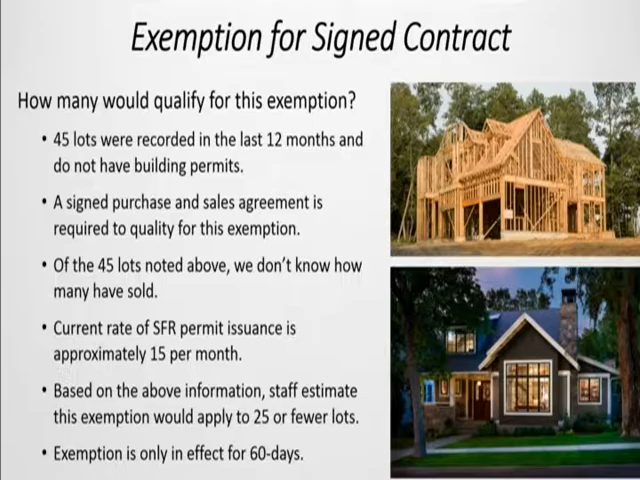 Exemption for Signed Contract
How many would qualify for this exemption?
• 45 lots were recorded in the last 12 months and
do not have building permits.
• A signed purchase and sales agreement is
required to quality for this exemption.
• Of the 45 lots noted above, we don't know how
many have sold.
• Current rate of SFR permit issuance is
approximately 15 per month.
• Based on the above information, staff estimate
this exemption would apply to 25 or fewer lots.
• Exemption is only in effect for 60-days.